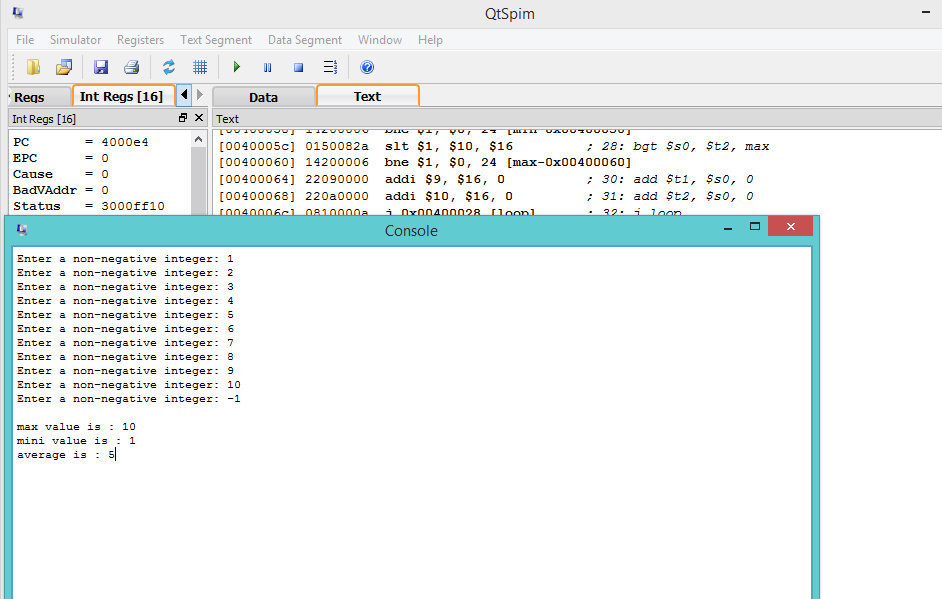 QtSpim
File Simulator Registers Text Segment Data Segment Window Help
Regs Int Regs [16] Data Text
Int Regs [16] Text
PC = 4000e4
EPC = 0
Cause = 0
BadVAddr = 0
Status = 3000ff10
[0040005c] 0150082a slt $1, $10, $16 ; 28: bgt $s0, $t2, max
[00400060] 14200006 bne $1, $0, 24 [max-0x00400060]
[00400064] 22090000 addi $9, $16, 0 ; 30: add $t1, $s0, 0
[00400068] 220a0000 addi $10, $16, 0 ; 31: add $t2, $s0, 0
[0040006c] 0810000a j 0x00400028 [loop] ; 32: j loop
Console
Enter a non-negative integer: 1
Enter a non-negative integer: 2
Enter a non-negative integer: 3
Enter a non-negative integer: 4
Enter a non-negative integer: 5
Enter a non-negative integer: 6
Enter a non-negative integer: 7
Enter a non-negative integer: 8
Enter a non-negative integer: 9
Enter a non-negative integer: 10
Enter a non-negative integer: -1
max value is : 10
mini value is : 1
average is : 5